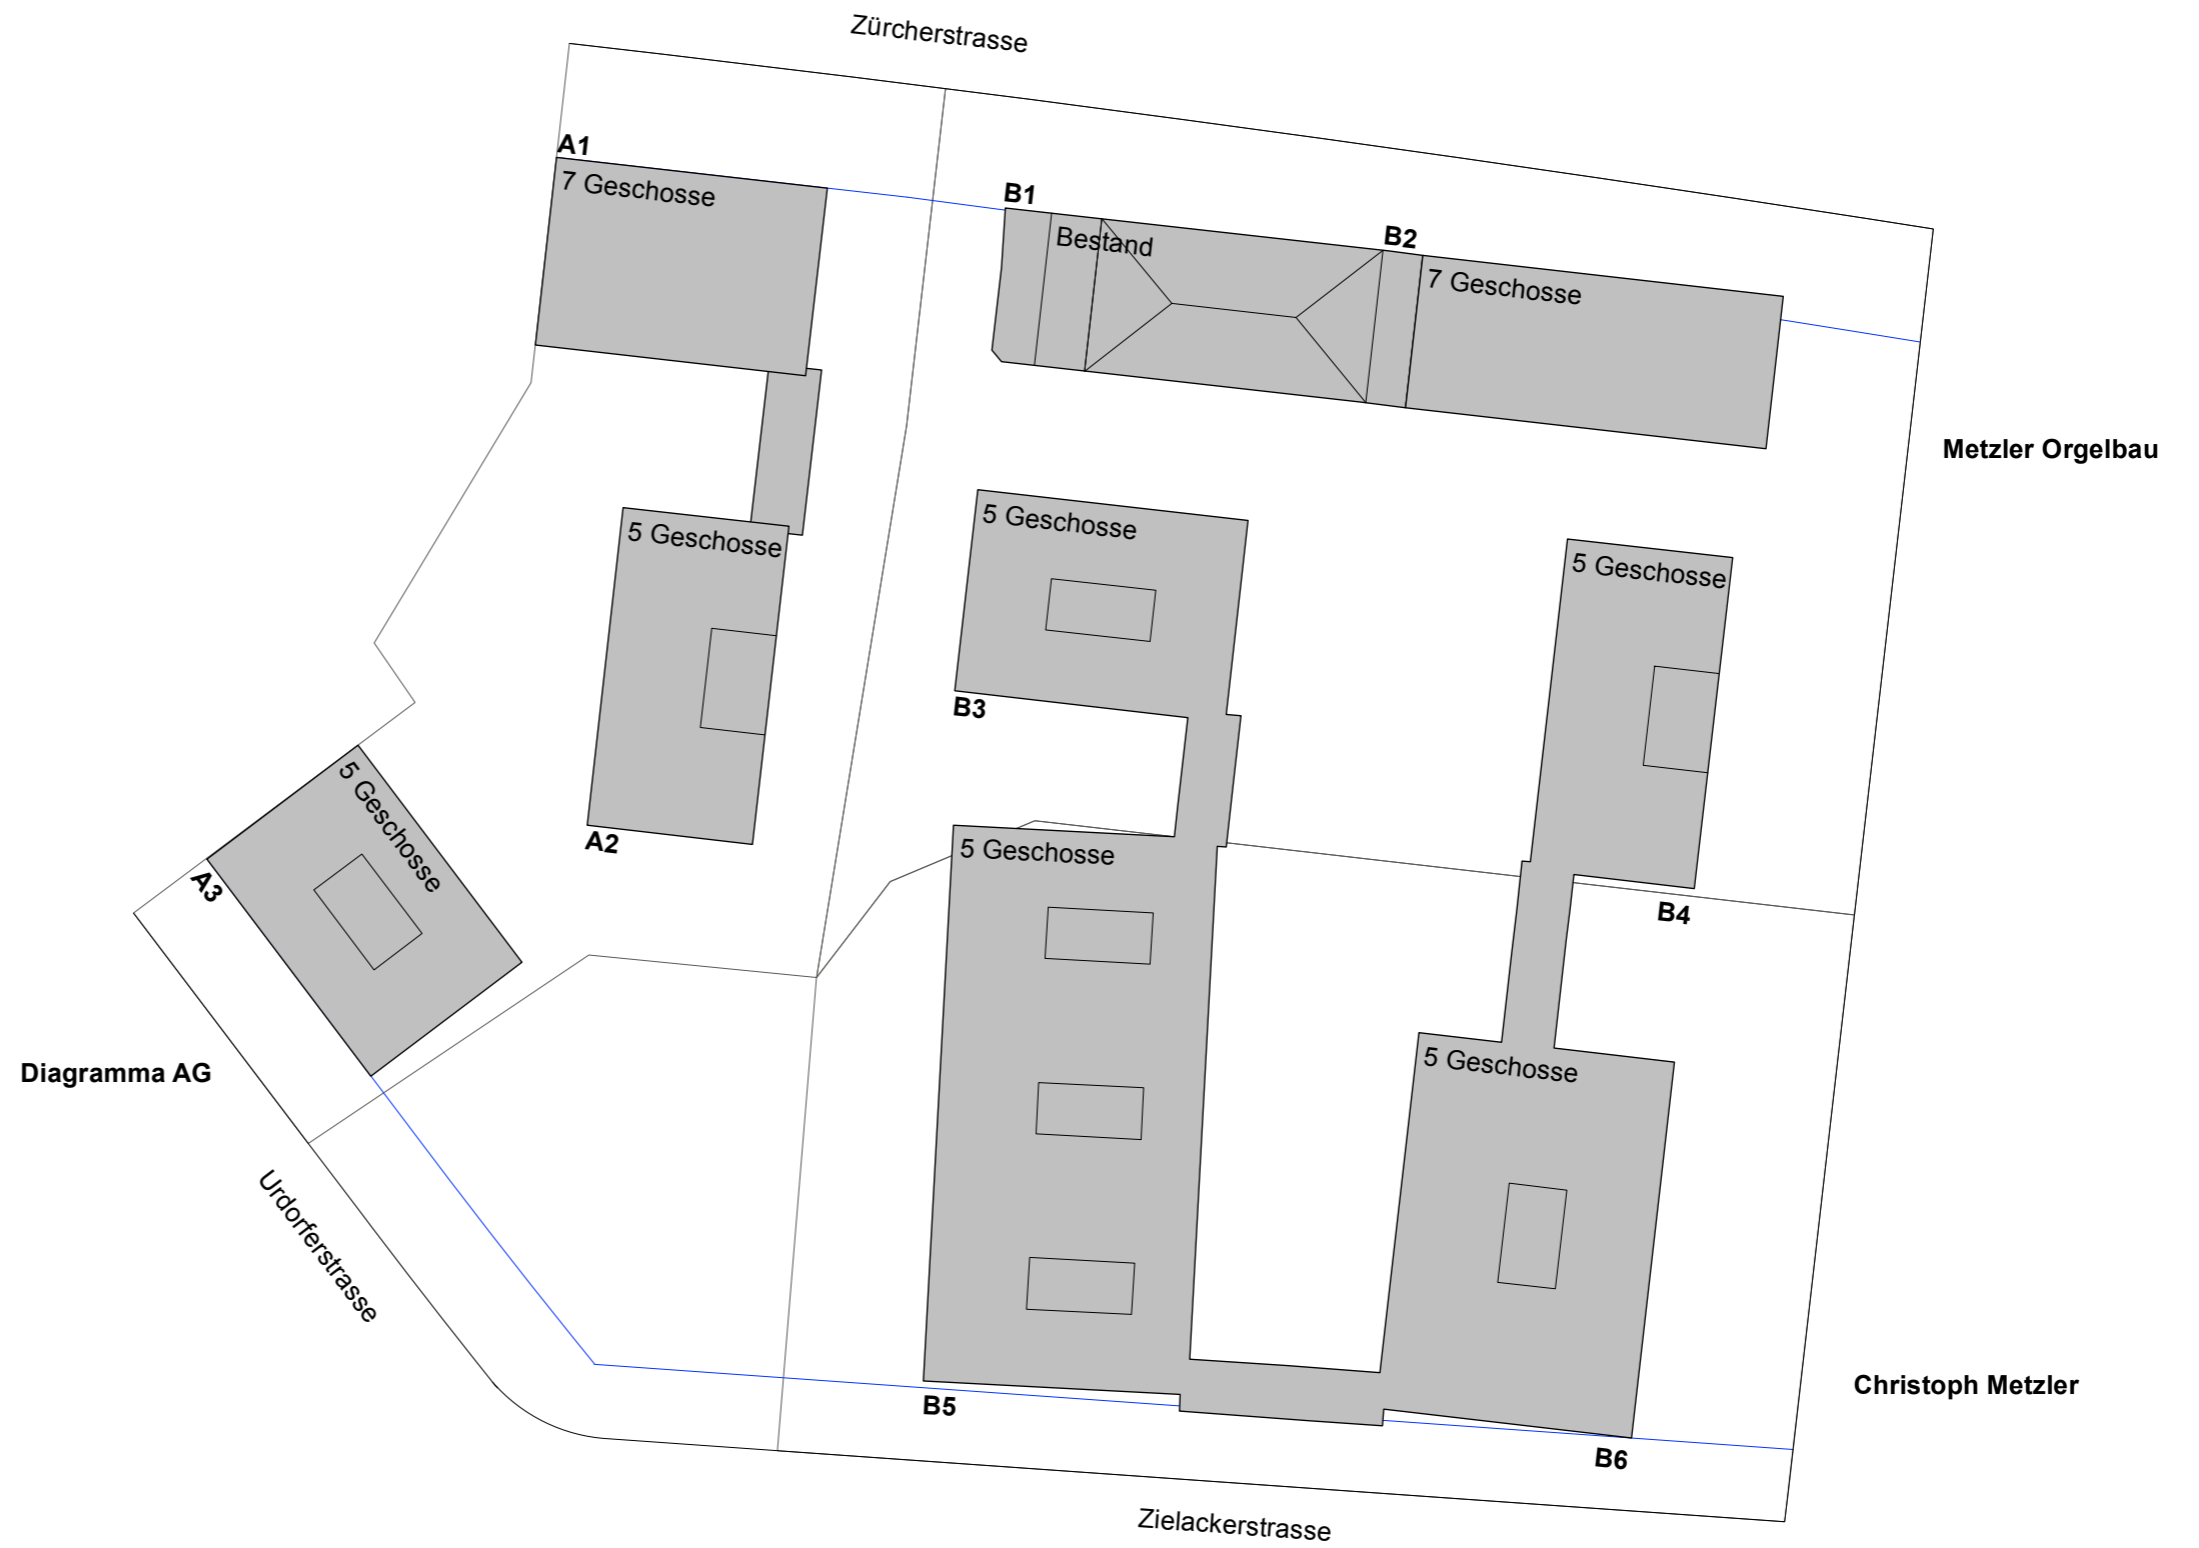 Zürcherstrasse
A1
7 Geschosse
B1
Bestand
B2
7 Geschosse
Metzler Orgelbau
5 Geschosse
5 Geschosse
5 Geschosse
B3
5 Geschosse
A2
A3
5 Geschosse
B4
Diagramma AG
5 Geschosse
Urdorferstrasse
Christoph Metzler
B5
B6
Zielackerstrasse